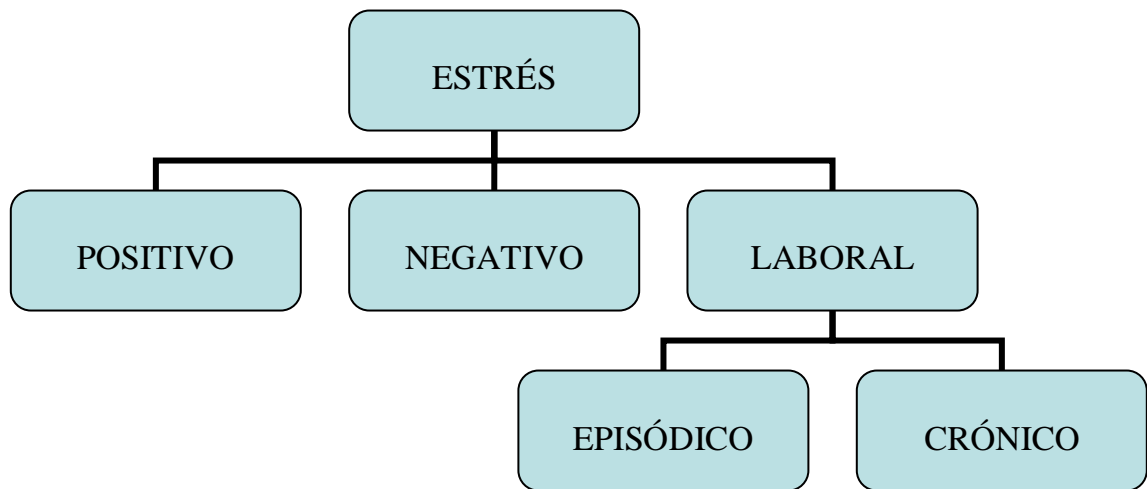 ESTRÉS
POSITIVO
NEGATIVO
LABORAL
EPISÓDICO
CRÓNICO